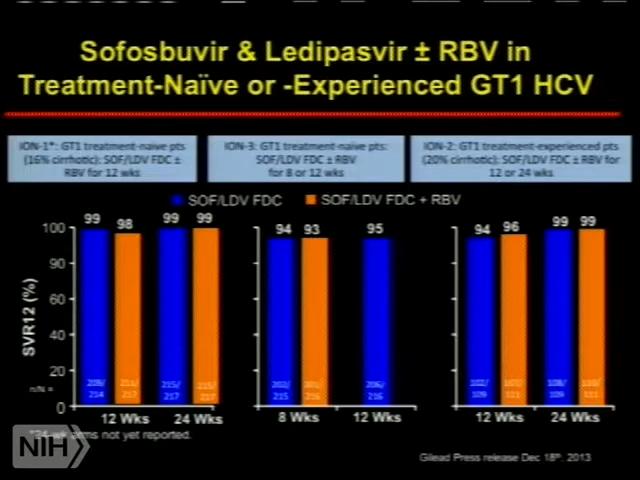 Sofosbuvir & Ledipasvir ± RBV in
Treatment-Naïve or -Experienced GT1 HCV
ION-1*: GT1 treatment-naive pts
(16% cirrhotic): SOF/LDV FDC ±
RBV for 12 wks
ION-3: GT1 treatment-naive pts:
SOF/LDV FDC ± RBV
for 8 or 12 wks
ION-2: GT1 treatment-experienced pts
(20% cirrhotic): SOF/LDV FDC ± RBV for
12 or 24 wks
SOF/LDV FDC
SOF/LDV FDC + RBV
SVR12 (%)
100
80
60
40
20
0
n/N =
99 98 99 99
94 93 95
94 96 99 99
209/ 211/ 215/ 215/
214 217 217 217
202/ 201/ 206/
215 216 216
102/ 107/ 108/ 110/
109 111 109 111
12 Wks 24 Wks
8 Wks 12 Wks
12 Wks 24 Wks
arms not yet reported.
NIH
Gilead Press release Dec 18th, 2013